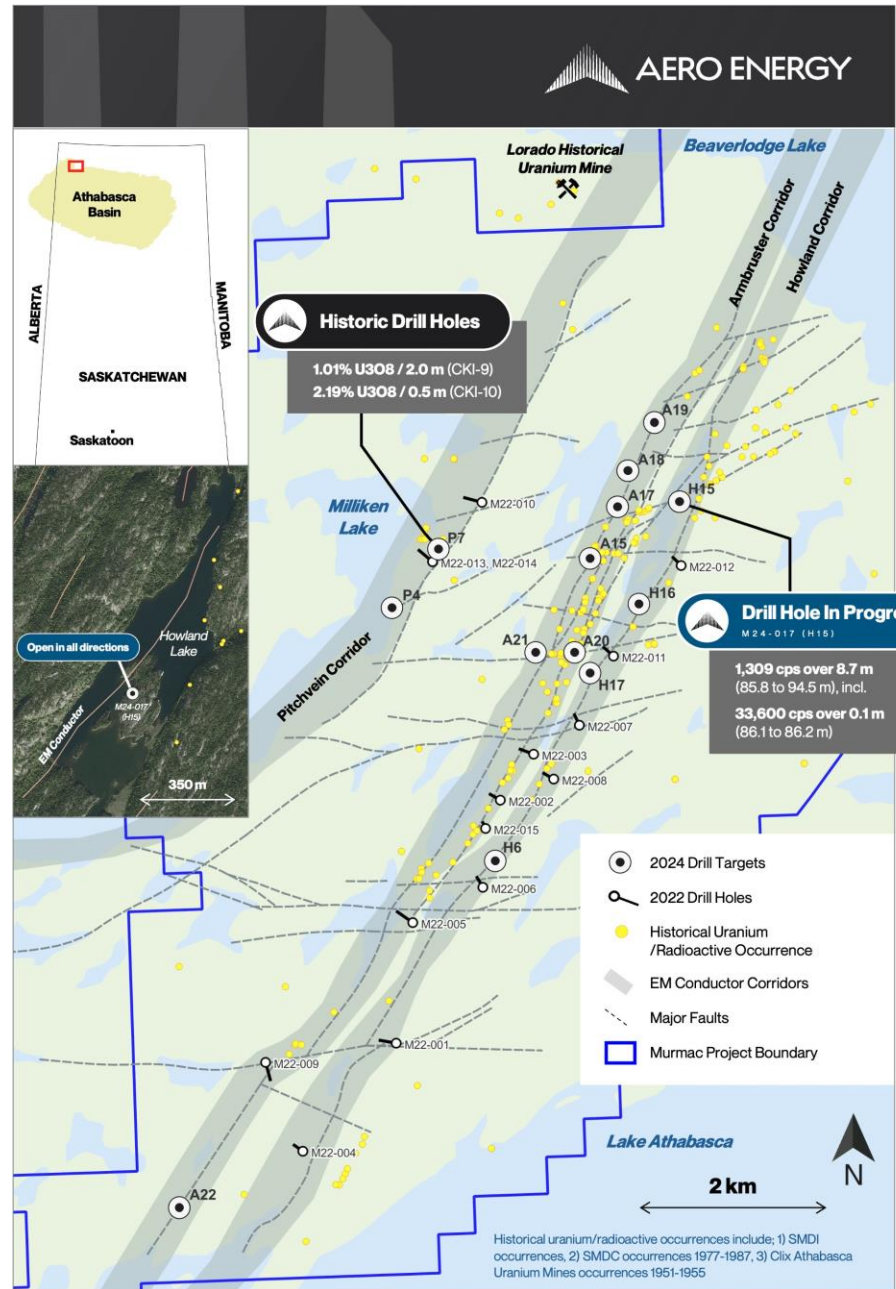 AERO ENERGY
Lorado Historical
Uranium Mine
Beaverlodge Lake
Armbruster Corridor
Howland Corridor
Athabasca
Basin
ALBERTA
MANITOBA
SASKATCHEWAN
Saskatoon
Historic Drill Holes
1.01% U3O8 / 2.0 m (CKI-9)
2.19% U3O8 / 0.5 m (CKI-10)
A19
A18
A17
H15
M22-010
Milliken
Lake
P7
M22-013, M22-014
A15
M22-012
P4
H16
Drill Hole In Progre
M24-017 (H15)
1,309 cps over 8.7 m
(85.8 to 94.5 m), incl.
33,600 cps over 0.1 m
(86.1 to 86.2 m)
A21
A20
M22-011
H17
Pitchvein Corridor
Howland
Lake
Open in all directions
M24-017
(H15)
EM Conductor
350 m
M22-007
M22-003
M22-008
M22-002
M22-015
H6
M22-006
M22-005
M22-001
M22-009
M22-004
A22
2024 Drill Targets
2022 Drill Holes
Historical Uranium
/Radioactive Occurrence
EM Conductor Corridors
Major Faults
Murmac Project Boundary
Lake Athabasca
N
2 km
Historical uranium/radioactive occurrences include; 1) SMDI
occurrences, 2) SMDC occurrences 1977-1987, 3) Clix Athabasca
Uranium Mines occurrences 1951-1955